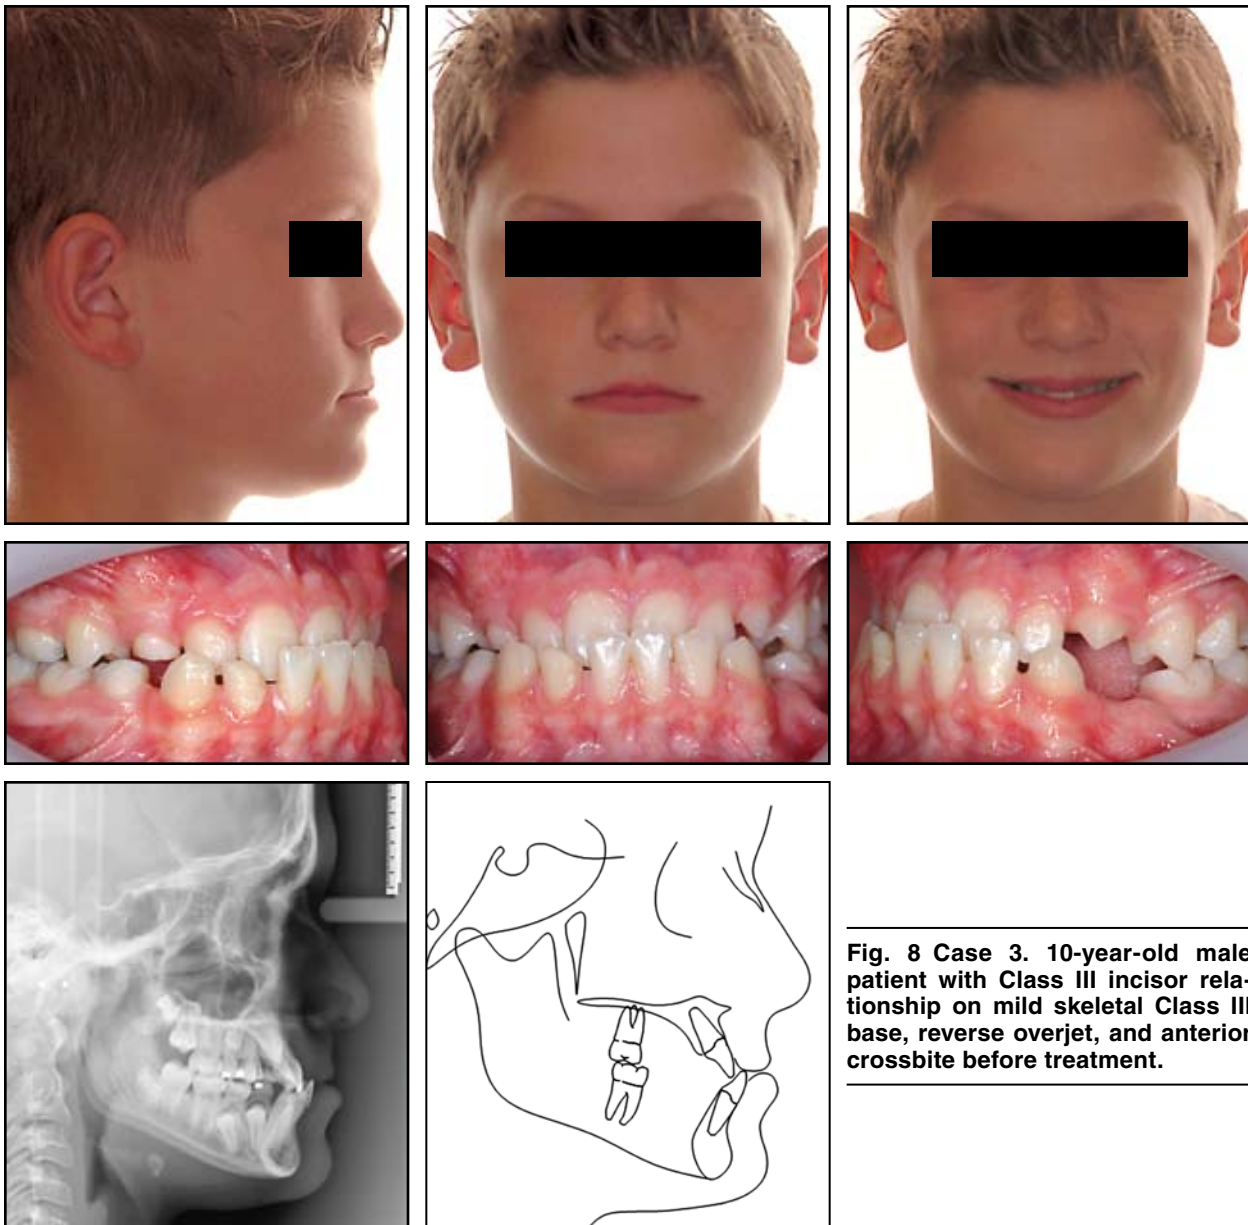 Fig. 8 Case 3. 10-year-old male
patient with Class III incisor rela-
tionship on mild skeletal Class III
base, reverse overjet, and anterior
crossbite before treatment.